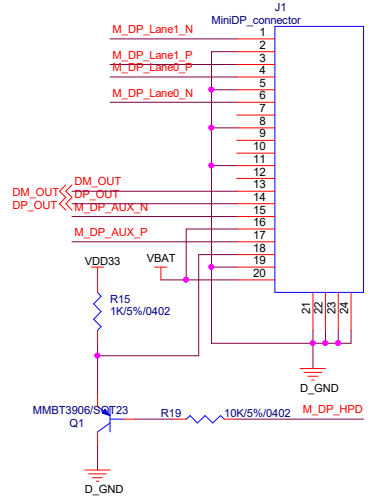 J1
MiniDP_connector
M_DP_Lane1_N
1
2
M_DP_Lane1_P
3
M_DP_Lane0_P
4
5
M_DP_Lane0_N
6
7
8
9
10
11
12
DM_OUT
DM_OUT
13
DP_OUT
DP_OUT
14
M_DP_AUX_N
15
16
M_DP_AUX_P
17
18
19
20
VDD33
VBAT
R15
1K/5%/0402
21
22
23
24
D_GND
MMBT3906/SOT23
Q1
R19
10K/5%/0402
M_DP_HPD
D_GND